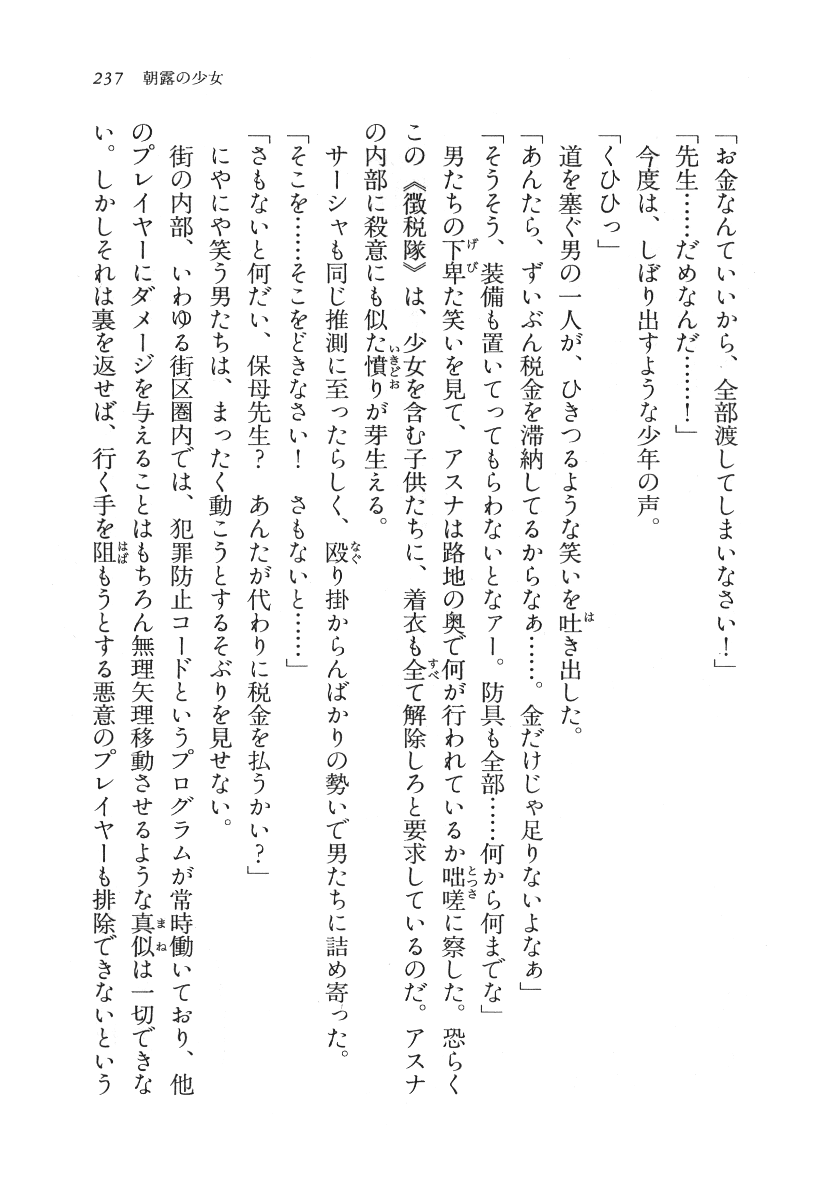 237 朝露の少女
「お金なんていいから、全部渡してしまいなさい！」
「先生……だめなんだ……！」
　今度は、しぼり出すような少年の声。
「くひひっ」
　道を塞ぐ男の一人が、ひきつるような笑いを吐き出した。
「あんたら、ずいぶん税金を滞納してるからなぁ……。金だけじゃ足りないよなぁ」
「そうそう、装備も置いてってもらわないとなァー。防具も全部……何から何までな」
　男たちの下卑た笑いを見て、アスナは路地の奥で何が行われているか咄嗟に察した。恐らく
この《徴税隊》は、少女を含む子供たちに、着衣も全て解除しろと要求しているのだ。アスナ
の内部に殺意にも似た憤りが芽生える。
　サーシャも同じ推測に至ったらしく、殴り掛からんばかりの勢いで男たちに詰め寄った。
「そこを……そこをどきなさい！　さもないと……」
「さもないと何だい、保母先生？　あんたが代わりに税金を払うかい？」
　にやにや笑う男たちは、まったく動こうとするそぶりを見せない。
　街の内部、いわゆる街区圏内では、犯罪防止コードというプログラムが常時働いており、他
のプレイヤーにダメージを与えることはもちろん無理矢理移動させるような真似は一切できな
い。しかしそれは裏を返せば、行く手を阻もうとする悪意のプレイヤーも排除できないという